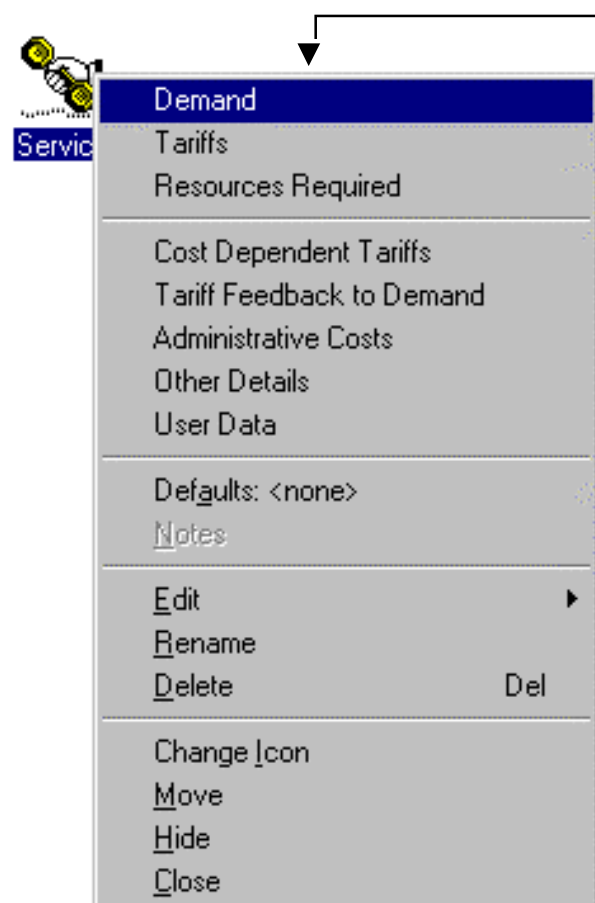 Servic
Demand
Tariffs
Resources Required
Cost Dependent Tariffs
Tariff Feedback to Demand
Administrative Costs
Other Details
User Data
Defaults: <none>
Notes
Edit
Rename
Delete Del
Change Icon
Move
Hide
Close